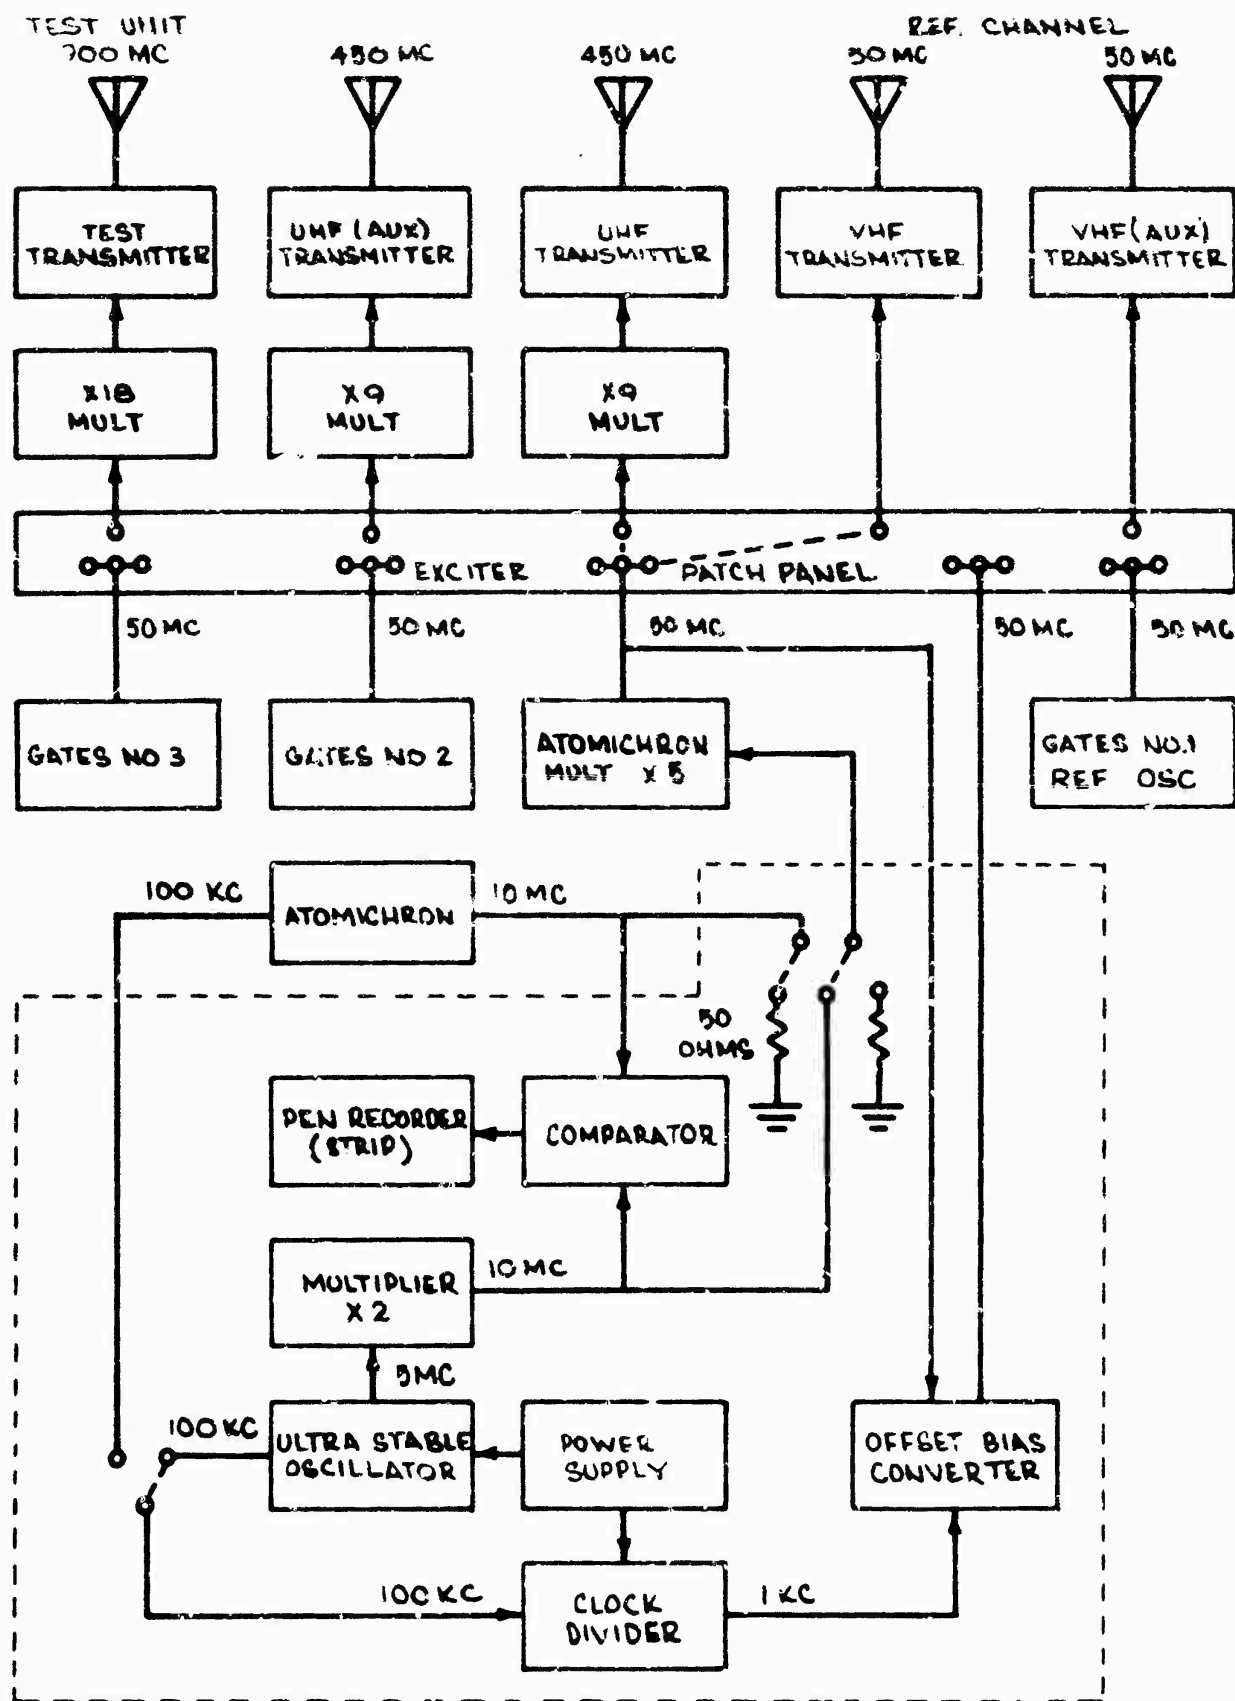 TEST UNIT
900 MC
450 MC
450 MC
REF. CHANNEL
50 MC
50 MC
TEST
TRANSMITTER
UHF (AUX)
TRANSMITTER
UHF
TRANSMITTER
VHF
TRANSMITTER
VHF (AUX)
TRANSMITTER
X18
MULT
X9
MULT
X9
MULT
EXCITER
PATCH PANEL
50 MC
50 MC
50 MC
50 MC
50 MC
GATES NO 3
GATES NO 2
ATOMICHRON
MULT X 5
GATES NO.1
REF OSC
100 KC
ATOMICHRON
10 MC
50
OHMS
PEN RECORDER
(STRIP)
COMPARATOR
MULTIPLIER
X 2
10 MC
5 MC
100 KC
ULTRA STABLE
OSCILLATOR
POWER
SUPPLY
OFFSET BIAS
CONVERTER
100 KC
CLOCK
DIVIDER
1 KC